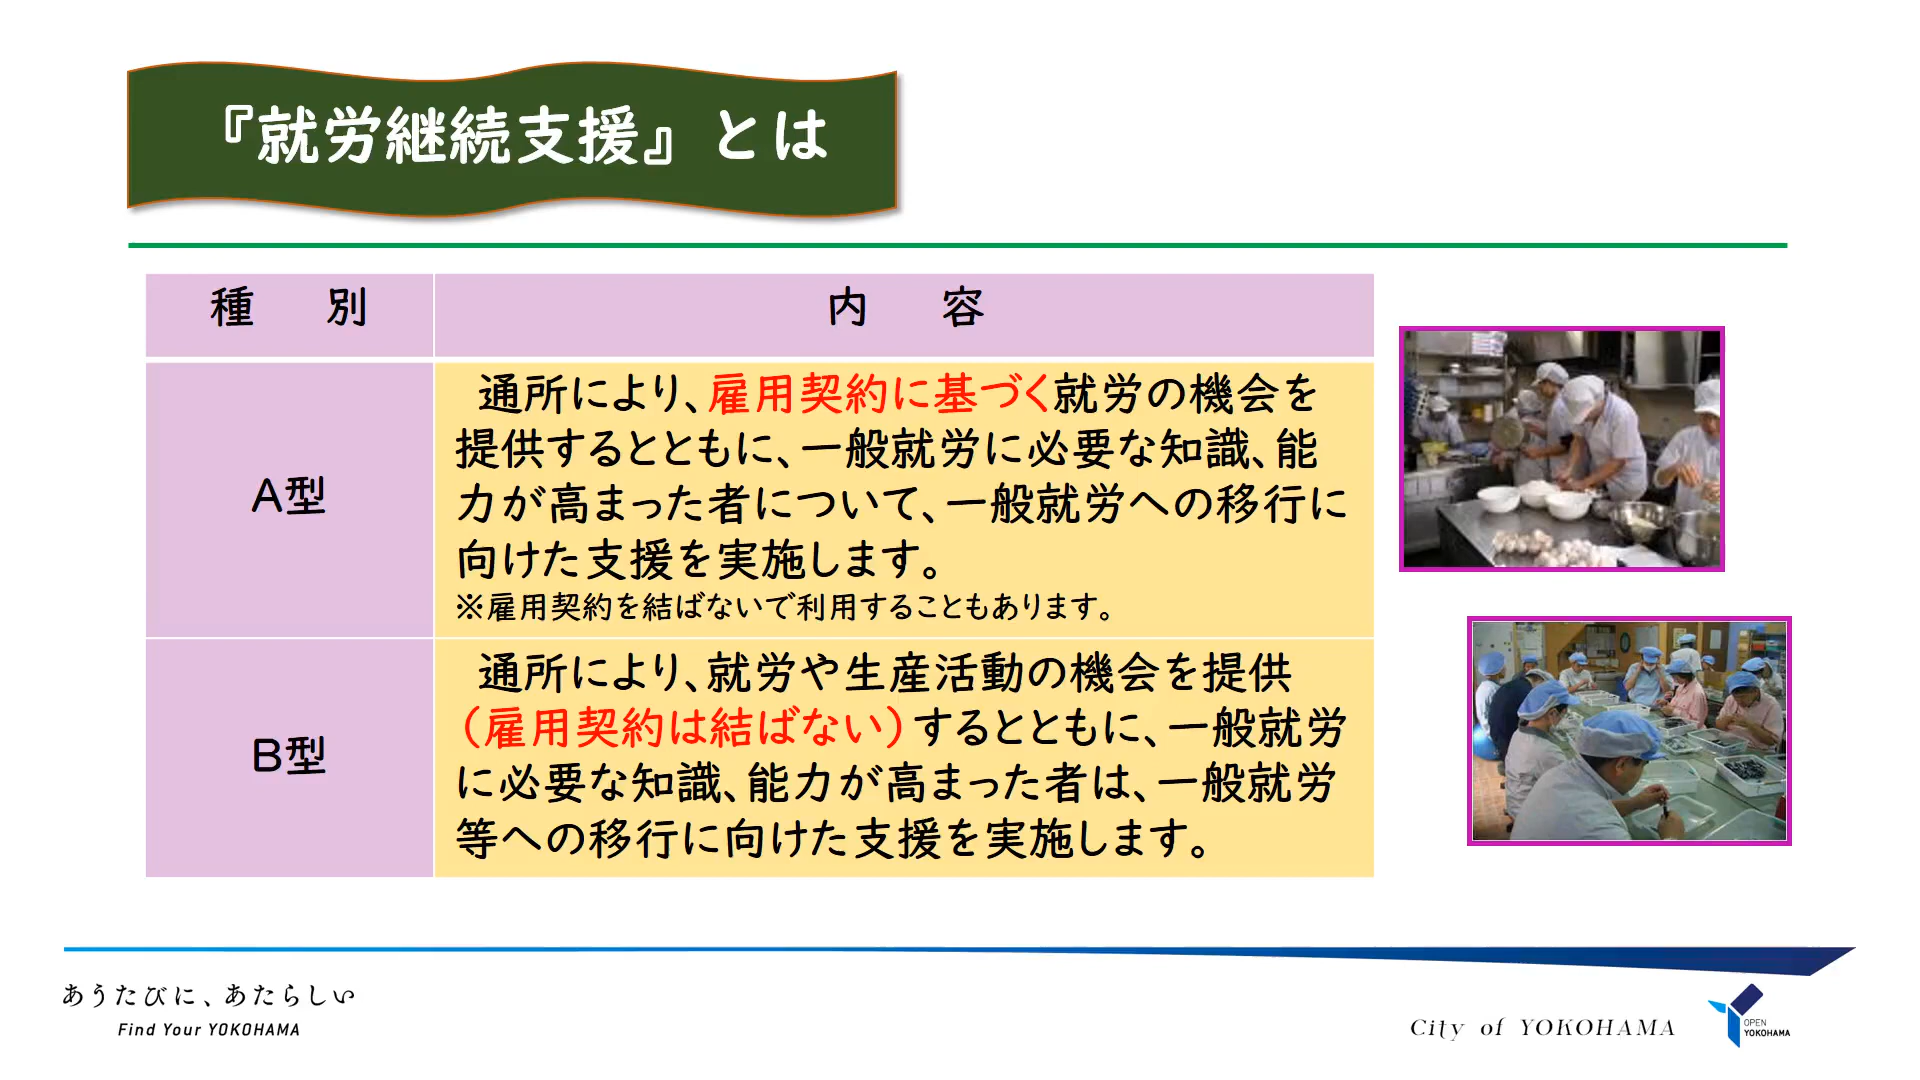 『就労継続支援』とは
種　別
内　容
A型
通所により、雇用契約に基づく就労の機会を
提供するとともに、一般就労に必要な知識、能
力が高まった者について、一般就労への移行に
向けた支援を実施します。
※雇用契約を結ばないで利用することもあります。
B型
通所により、就労や生産活動の機会を提供
（雇用契約は結ばない）するとともに、一般就労
に必要な知識、能力が高まった者は、一般就労
等への移行に向けた支援を実施します。
あうたびに、あたらしい
Find Your YOKOHAMA
City of YOKOHAMA
OPEN
YOKOHAMA